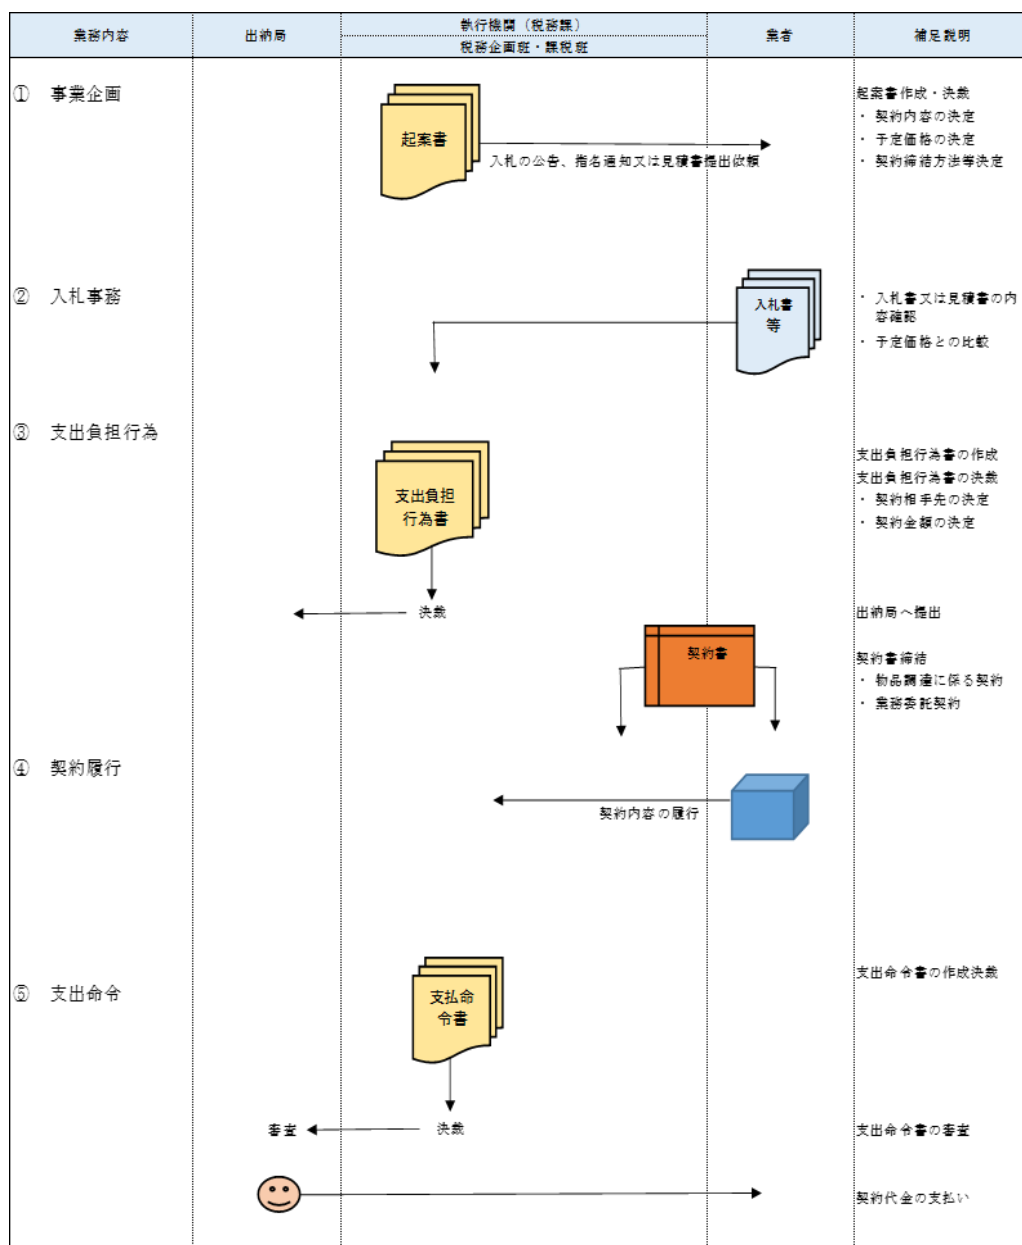 業務内容
出納局
執行機関（税務課）
税務企画班・課税班
業者
補足説明
① 事業企画
起案書
入札の公告、指名通知又は見積書提出依頼
起案書作成・決裁
・ 契約内容の決定
・ 予定価格の決定
・ 契約締結方法等決定
② 入札事務
入札書
等
・ 入札書又は見積書の内
容確認
・ 予定価格との比較
③ 支出負担行為
支出負担
行為書
支出負担行為書の作成
支出負担行為書の決裁
・ 契約相手先の決定
・ 契約金額の決定
決裁
出納局へ提出
契約書
契約書締結
・ 物品調達に係る契約
・ 業務委託契約
④ 契約履行
契約内容の履行
⑤ 支出命令
支払命
令書
支出命令書の作成決裁
審査
決裁
支出命令書の審査
契約代金の支払い